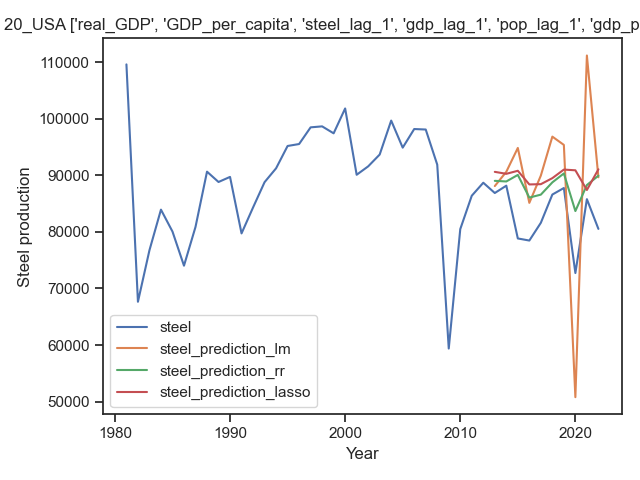 20_USA ['real_GDP', 'GDP_per_capita', 'steel_lag_1', 'gdp_lag_1', 'pop_lag_1', 'gdp_p
110000
100000
90000
80000
70000
60000
50000
Steel production
steel
steel_prediction_lm
steel_prediction_rr
steel_prediction_lasso
1980 1990 2000 2010 2020
Year